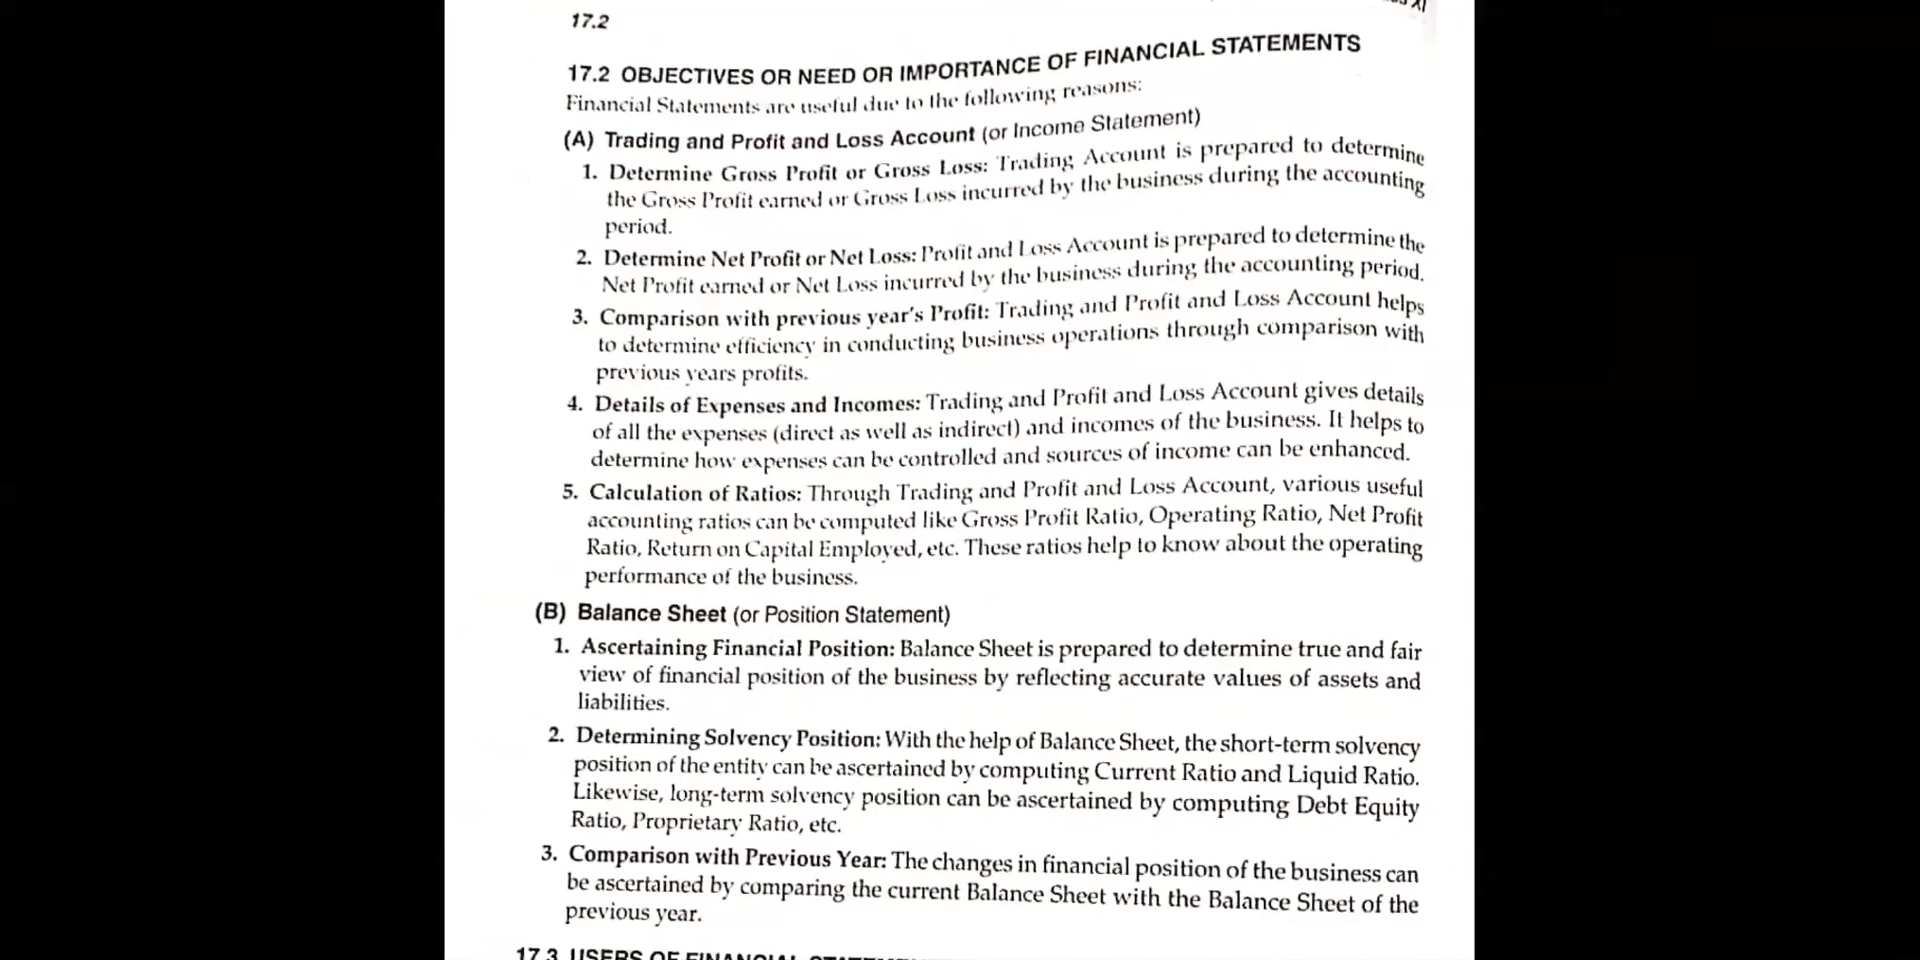 17.2
17.2 OBJECTIVES OR NEED OR IMPORTANCE OF FINANCIAL STATEMENTS
Financial Statements are useful due to the following reasons:
(A) Trading and Profit and Loss Account (or Income Statement)
1. Determine Gross Profit or Gross Loss: Trading Account is prepared to determine
the Gross Profit earned or Gross Loss incurred by the business during the accounting
period.
2. Determine Net Profit or Net Loss: Profit and Loss Account is prepared to determine the
Net Profit earned or Net Loss incurred by the business during the accounting period.
3. Comparison with previous year's Profit: Trading and Profit and Loss Account helps
to determine efficiency in conducting business operations through comparison with
previous years profits.
4. Details of Expenses and Incomes: Trading and Profit and Loss Account gives details
of all the expenses (direct as well as indirect) and incomes of the business. It helps to
determine how expenses can be controlled and sources of income can be enhanced.
5. Calculation of Ratios: Through Trading and Profit and Loss Account, various useful
accounting ratios can be computed like Gross Profit Ratio, Operating Ratio, Net Profit
Ratio, Return on Capital Employed, etc. These ratios help to know about the operating
performance of the business.
(B) Balance Sheet (or Position Statement)
1. Ascertaining Financial Position: Balance Sheet is prepared to determine true and fair
view of financial position of the business by reflecting accurate values of assets and
liabilities.
2. Determining Solvency Position: With the help of Balance Sheet, the short-term solvency
position of the entity can be ascertained by computing Current Ratio and Liquid Ratio.
Likewise, long-term solvency position can be ascertained by computing Debt Equity
Ratio, Proprietary Ratio, etc.
3. Comparison with Previous Year: The changes in financial position of the business can
be ascertained by comparing the current Balance Sheet with the Balance Sheet of the
previous year.
17.3 USERS OF FINANCIAL